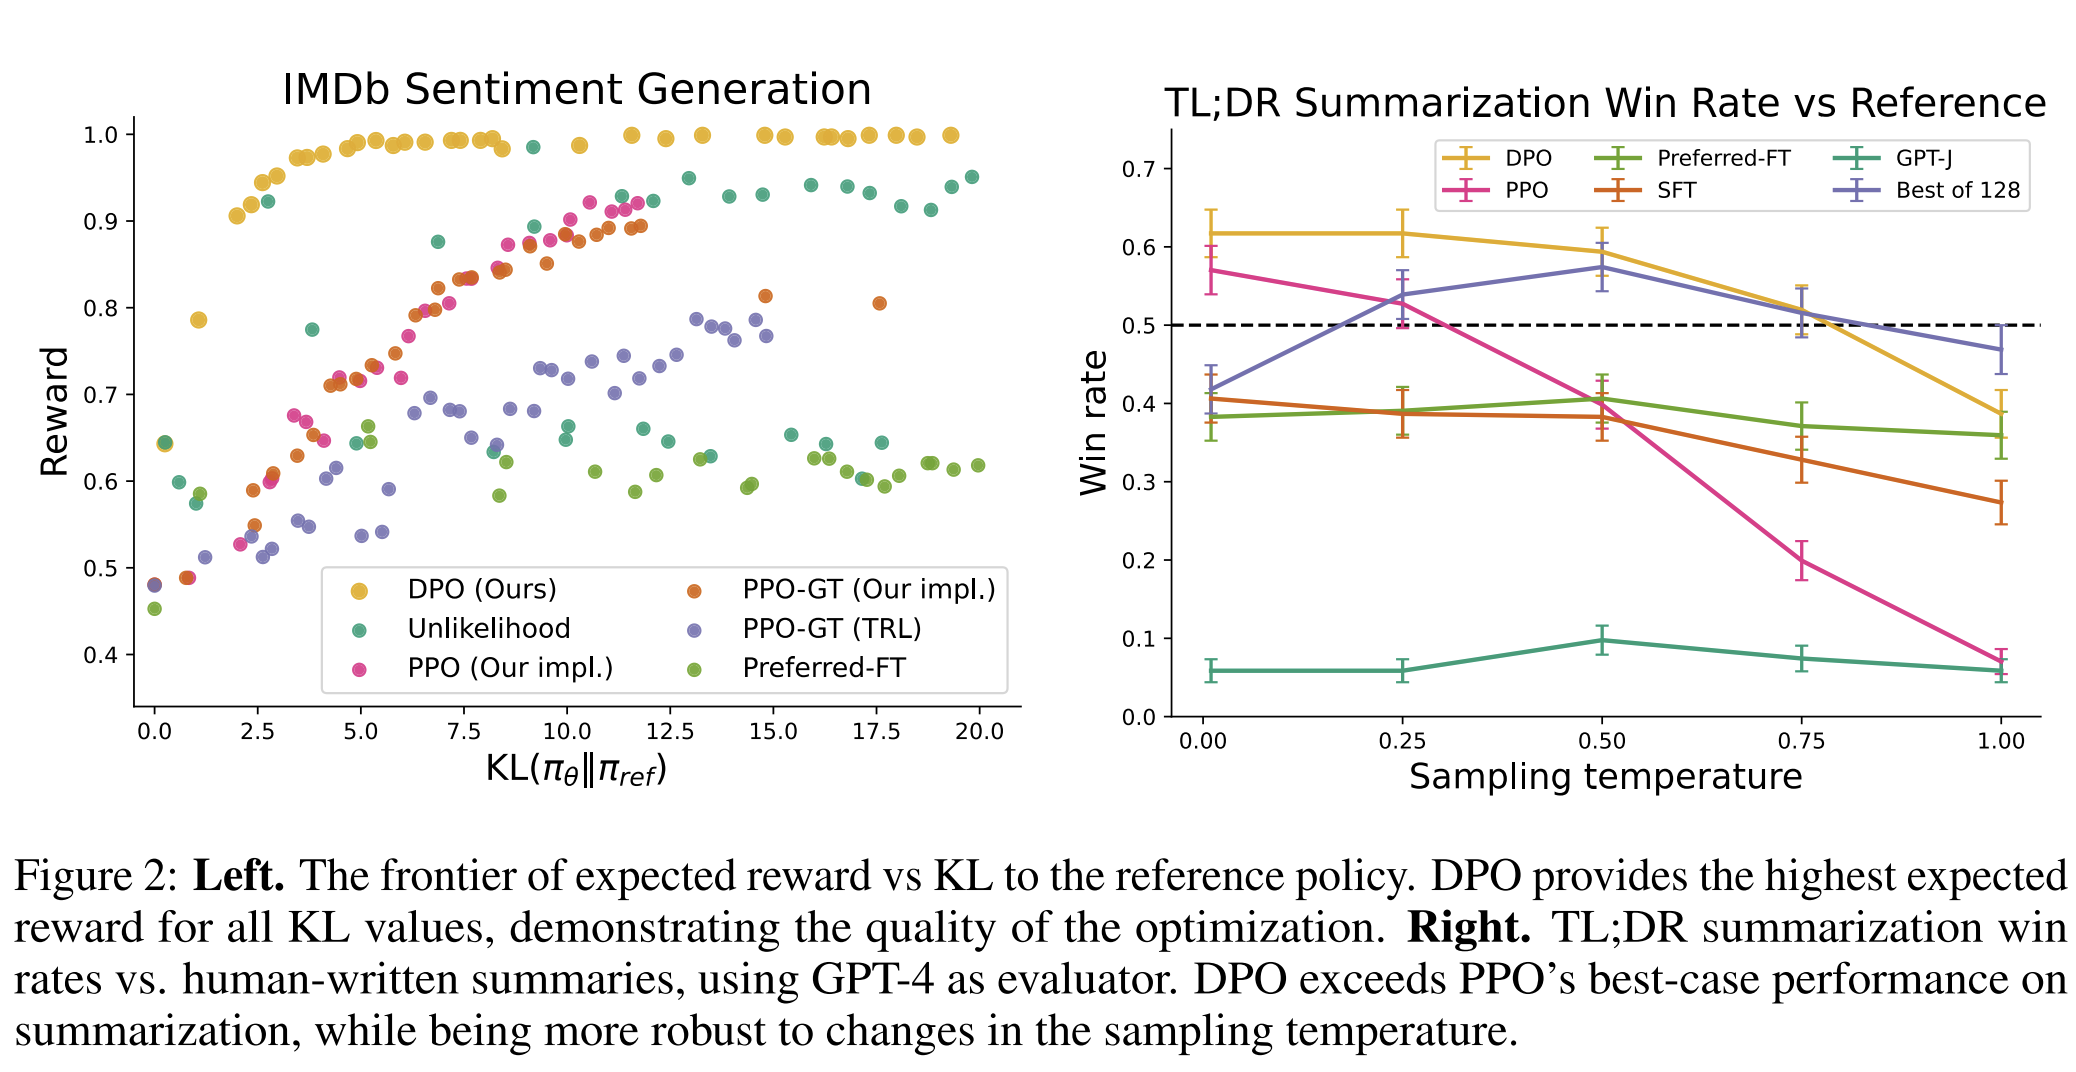 IMDb Sentiment Generation
1.0
0.9
0.8
0.7
0.6
0.5
0.4
Reward
DPO (Ours)
Unlikelihood
PPO (Our impl.)
PPO-GT (Our impl.)
PPO-GT (TRL)
Preferred-FT
0.0 2.5 5.0 7.5 10.0 12.5 15.0 17.5 20.0
KL(πθ‖πref)
TL;DR Summarization Win Rate vs Reference
DPO
PPO
Preferred-FT
SFT
GPT-J
Best of 128
0.7
0.6
0.5
0.4
0.3
0.2
0.1
0.0
Win rate
0.00 0.25 0.50 0.75 1.00
Sampling temperature
Figure 2: Left. The frontier of expected reward vs KL to the reference policy. DPO provides the highest expected
reward for all KL values, demonstrating the quality of the optimization. Right. TL;DR summarization win
rates vs. human-written summaries, using GPT-4 as evaluator. DPO exceeds PPO’s best-case performance on
summarization, while being more robust to changes in the sampling temperature.